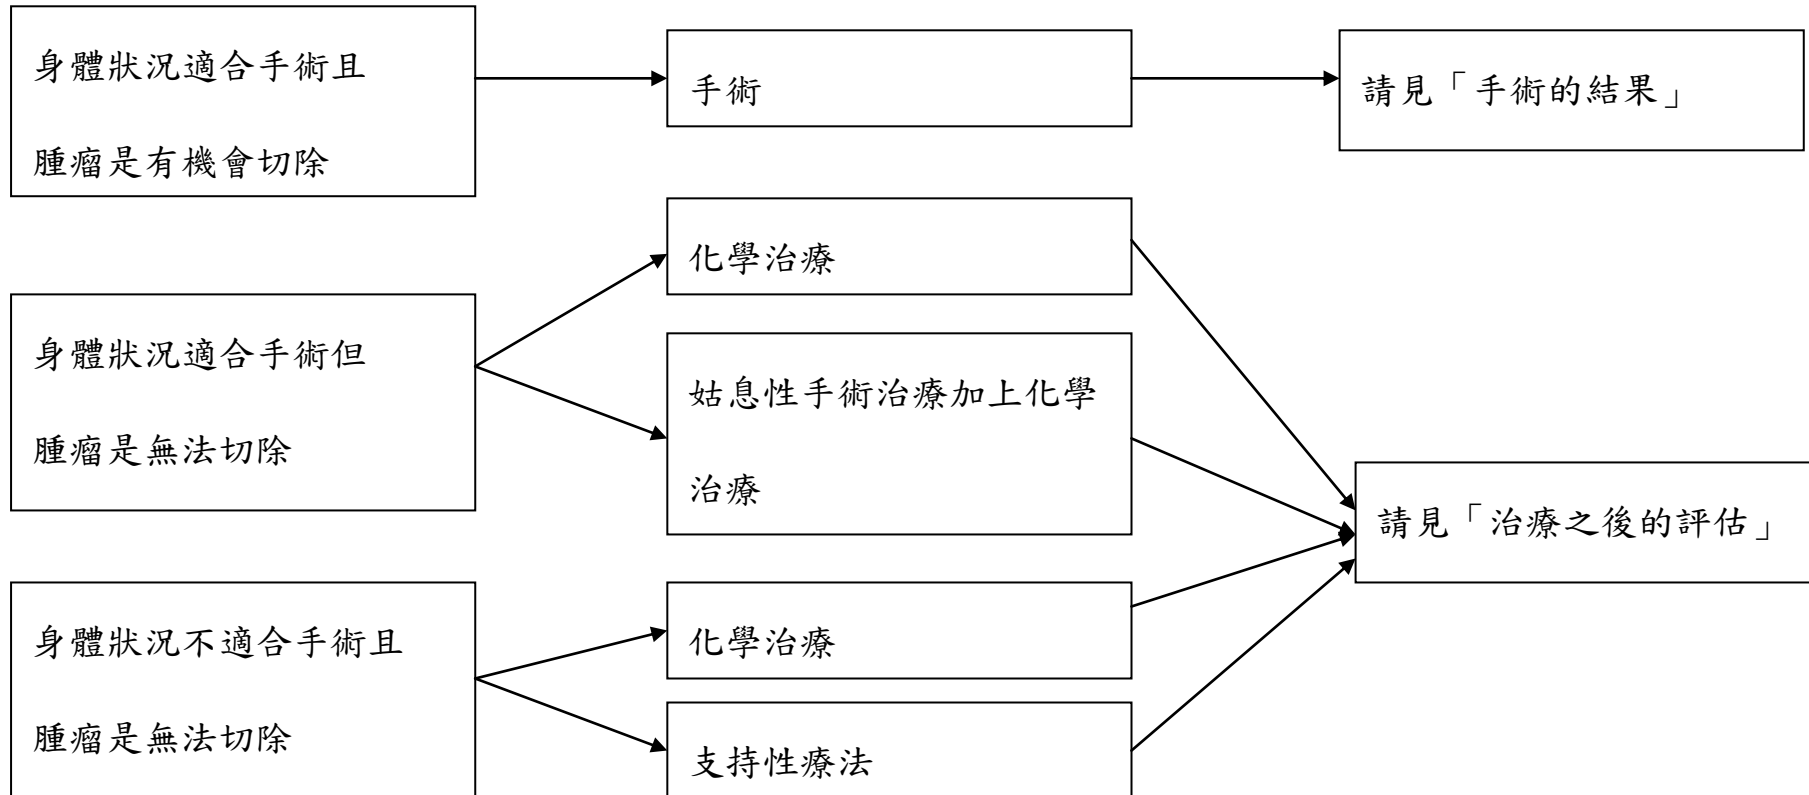 身體狀況適合手術且
腫瘤是有機會切除
手術
請見「手術的結果」
身體狀況適合手術但
腫瘤是無法切除
化學治療
姑息性手術治療加上化學
治療
請見「治療之後的評估」
身體狀況不適合手術且
腫瘤是無法切除
化學治療
支持性療法